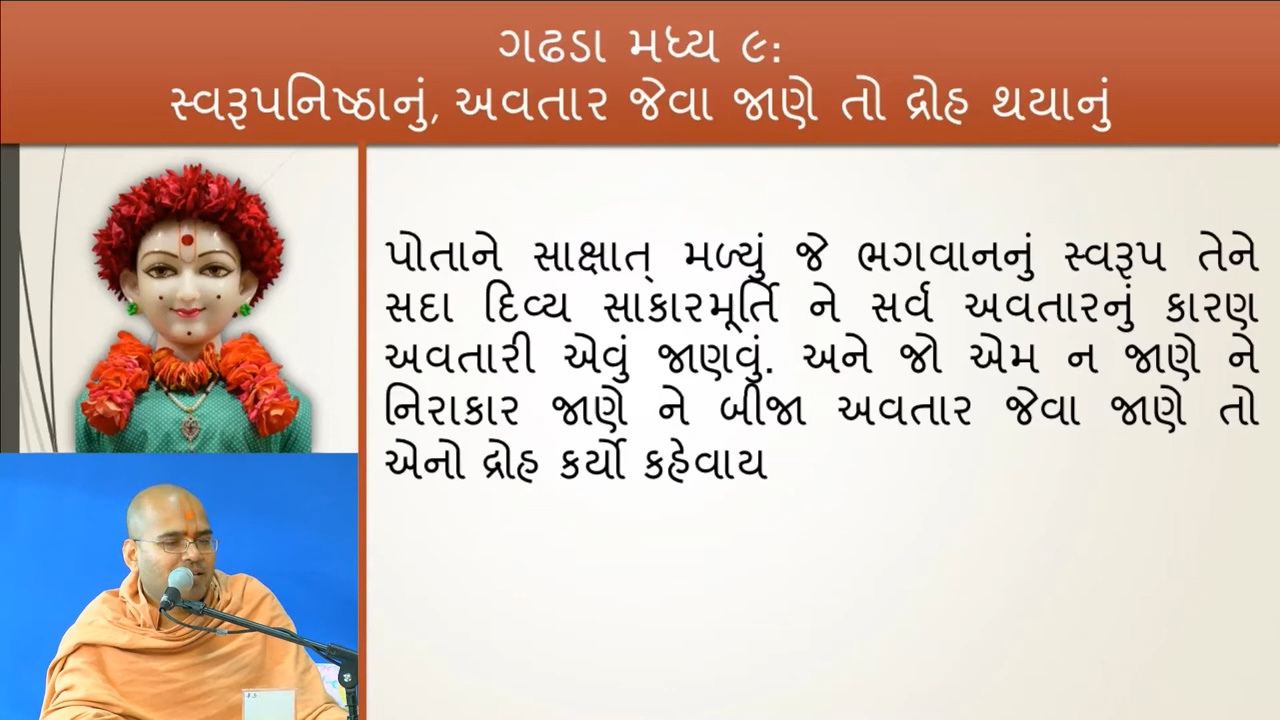 ગઢડા મધ્ય ૯:
સ્વરૂપનિષ્ઠાનું, અવતાર જેવા જાણે તો દ્રોહ થયાનું
પોતાને સાક્ષાત્ મળ્યું જે ભગવાનનું સ્વરૂપ તેને
સદા દિવ્ય સાકારમૂર્તિ ને સર્વ અવતારનું કારણ
અવતારી એવું જાણવું. અને જો એમ ન જાણે ને
નિરાકાર જાણે ને બીજા અવતાર જેવા જાણે તો
એનો દ્રોહ કર્યો કહેવાય